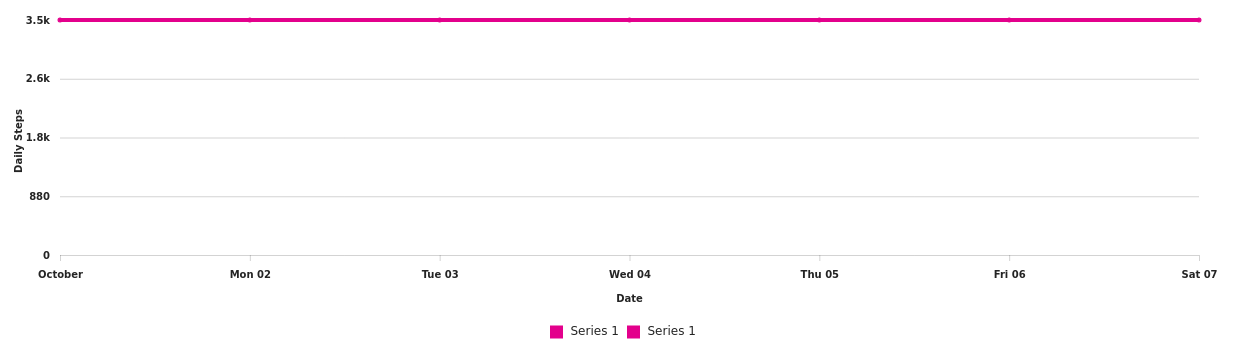 3.5k
2.6k
1.8k
880
0
Daily Steps
October Mon 02 Tue 03 Wed 04 Thu 05 Fri 06 Sat 07
Date
Series 1 Series 1